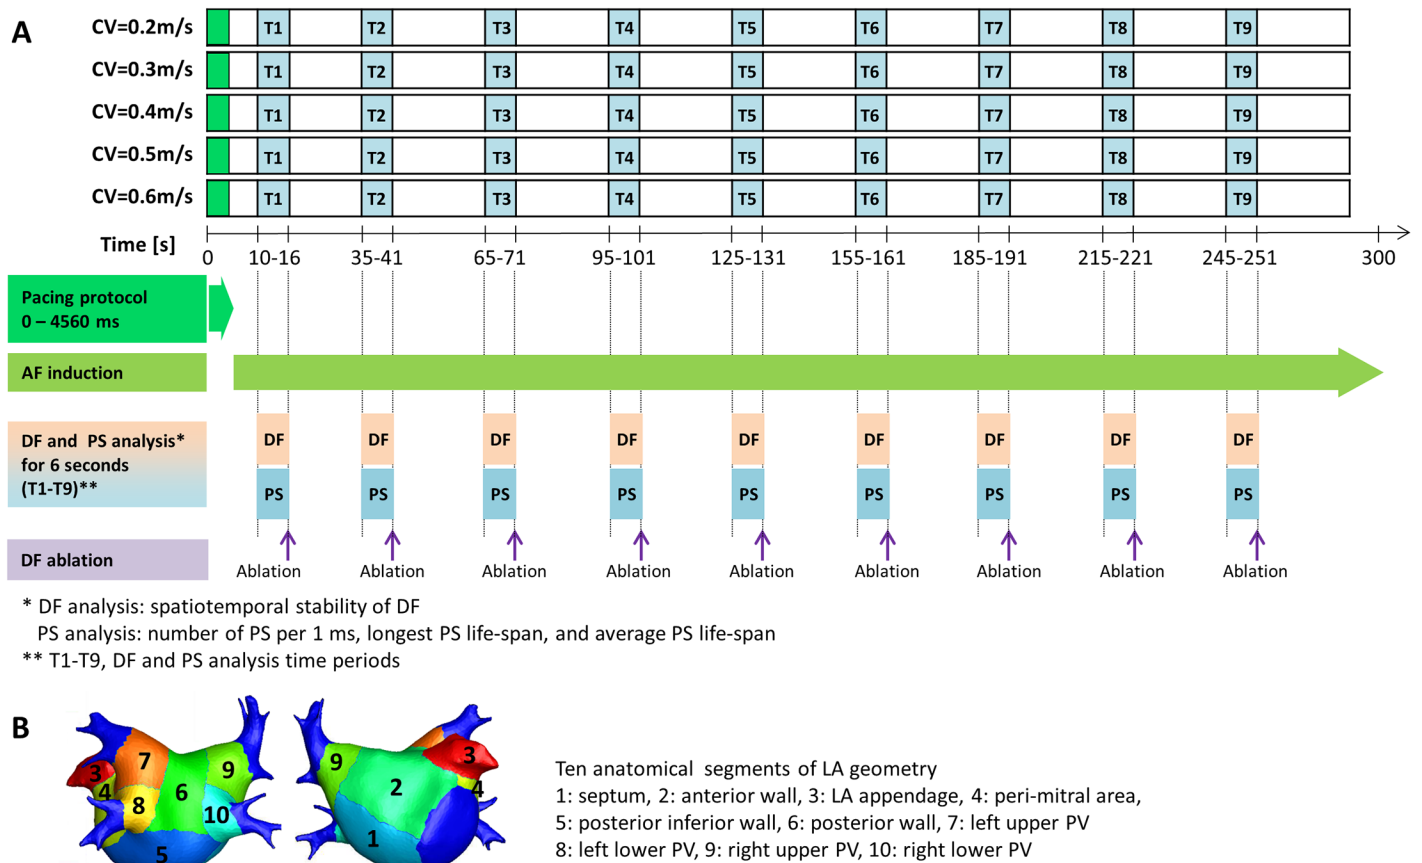 A
CV=0.2m/s T1 T2 T3 T4 T5 T6 T7 T8 T9
CV=0.3m/s T1 T2 T3 T4 T5 T6 T7 T8 T9
CV=0.4m/s T1 T2 T3 T4 T5 T6 T7 T8 T9
CV=0.5m/s T1 T2 T3 T4 T5 T6 T7 T8 T9
CV=0.6m/s T1 T2 T3 T4 T5 T6 T7 T8 T9
Time [s] 0 10-16 35-41 65-71 95-101 125-131 155-161 185-191 215-221 245-251 300
Pacing protocol
0 – 4560 ms
AF induction
DF and PS analysis*
for 6 seconds
(T1-T9)**
DF DF DF DF DF DF DF DF DF
PS PS PS PS PS PS PS PS PS
DF ablation
Ablation Ablation Ablation Ablation Ablation Ablation Ablation Ablation Ablation
* DF analysis: spatiotemporal stability of DF
PS analysis: number of PS per 1 ms, longest PS life-span, and average PS life-span
** T1-T9, DF and PS analysis time periods
B
3 7 9 4 8 6 10 5
9 3 2 4 1
Ten anatomical segments of LA geometry
1: septum, 2: anterior wall, 3: LA appendage, 4: peri-mitral area,
5: posterior inferior wall, 6: posterior wall, 7: left upper PV
8: left lower PV, 9: right upper PV, 10: right lower PV